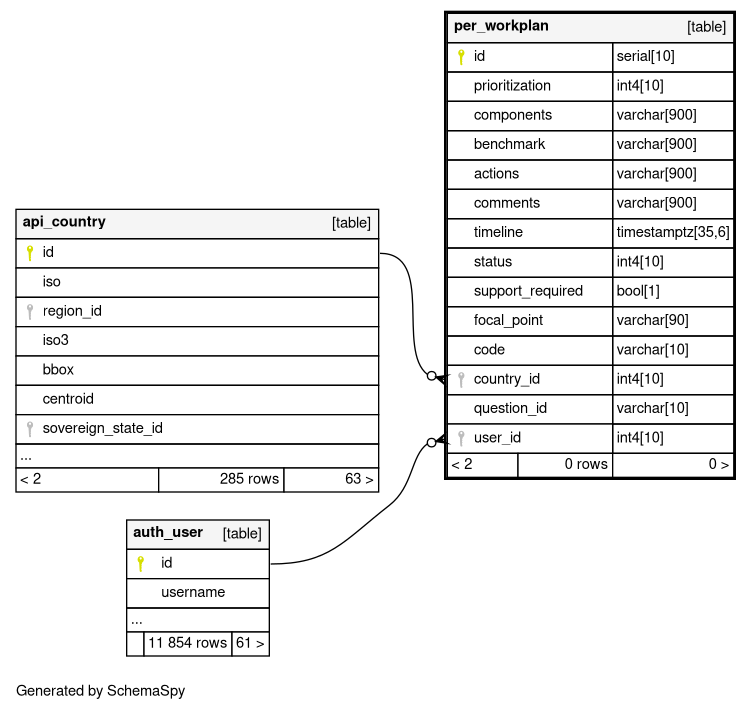 per_workplan [table]
id serial[10]
prioritization int4[10]
components varchar[900]
benchmark varchar[900]
actions varchar[900]
comments varchar[900]
timeline timestamptz[35,6]
status int4[10]
support_required bool[1]
focal_point varchar[90]
code varchar[10]
country_id int4[10]
question_id varchar[10]
user_id int4[10]
< 2 0 rows 0 >
api_country [table]
id
iso
region_id
iso3
bbox
centroid
sovereign_state_id
...
< 2 285 rows 63 >
auth_user [table]
id
username
...
11 854 rows 61 >
Generated by SchemaSpy